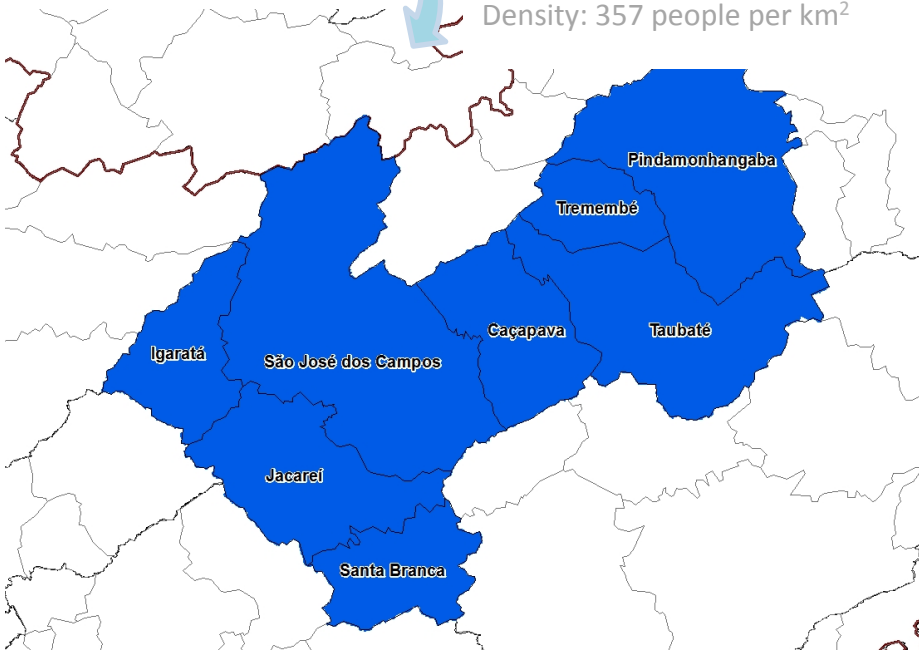 Density: 357 people per km²
Pindamonhangaba
Tremembé
Caçapava
Taubaté
Igaratá
São José dos Campos
Jacareí
Santa Branca